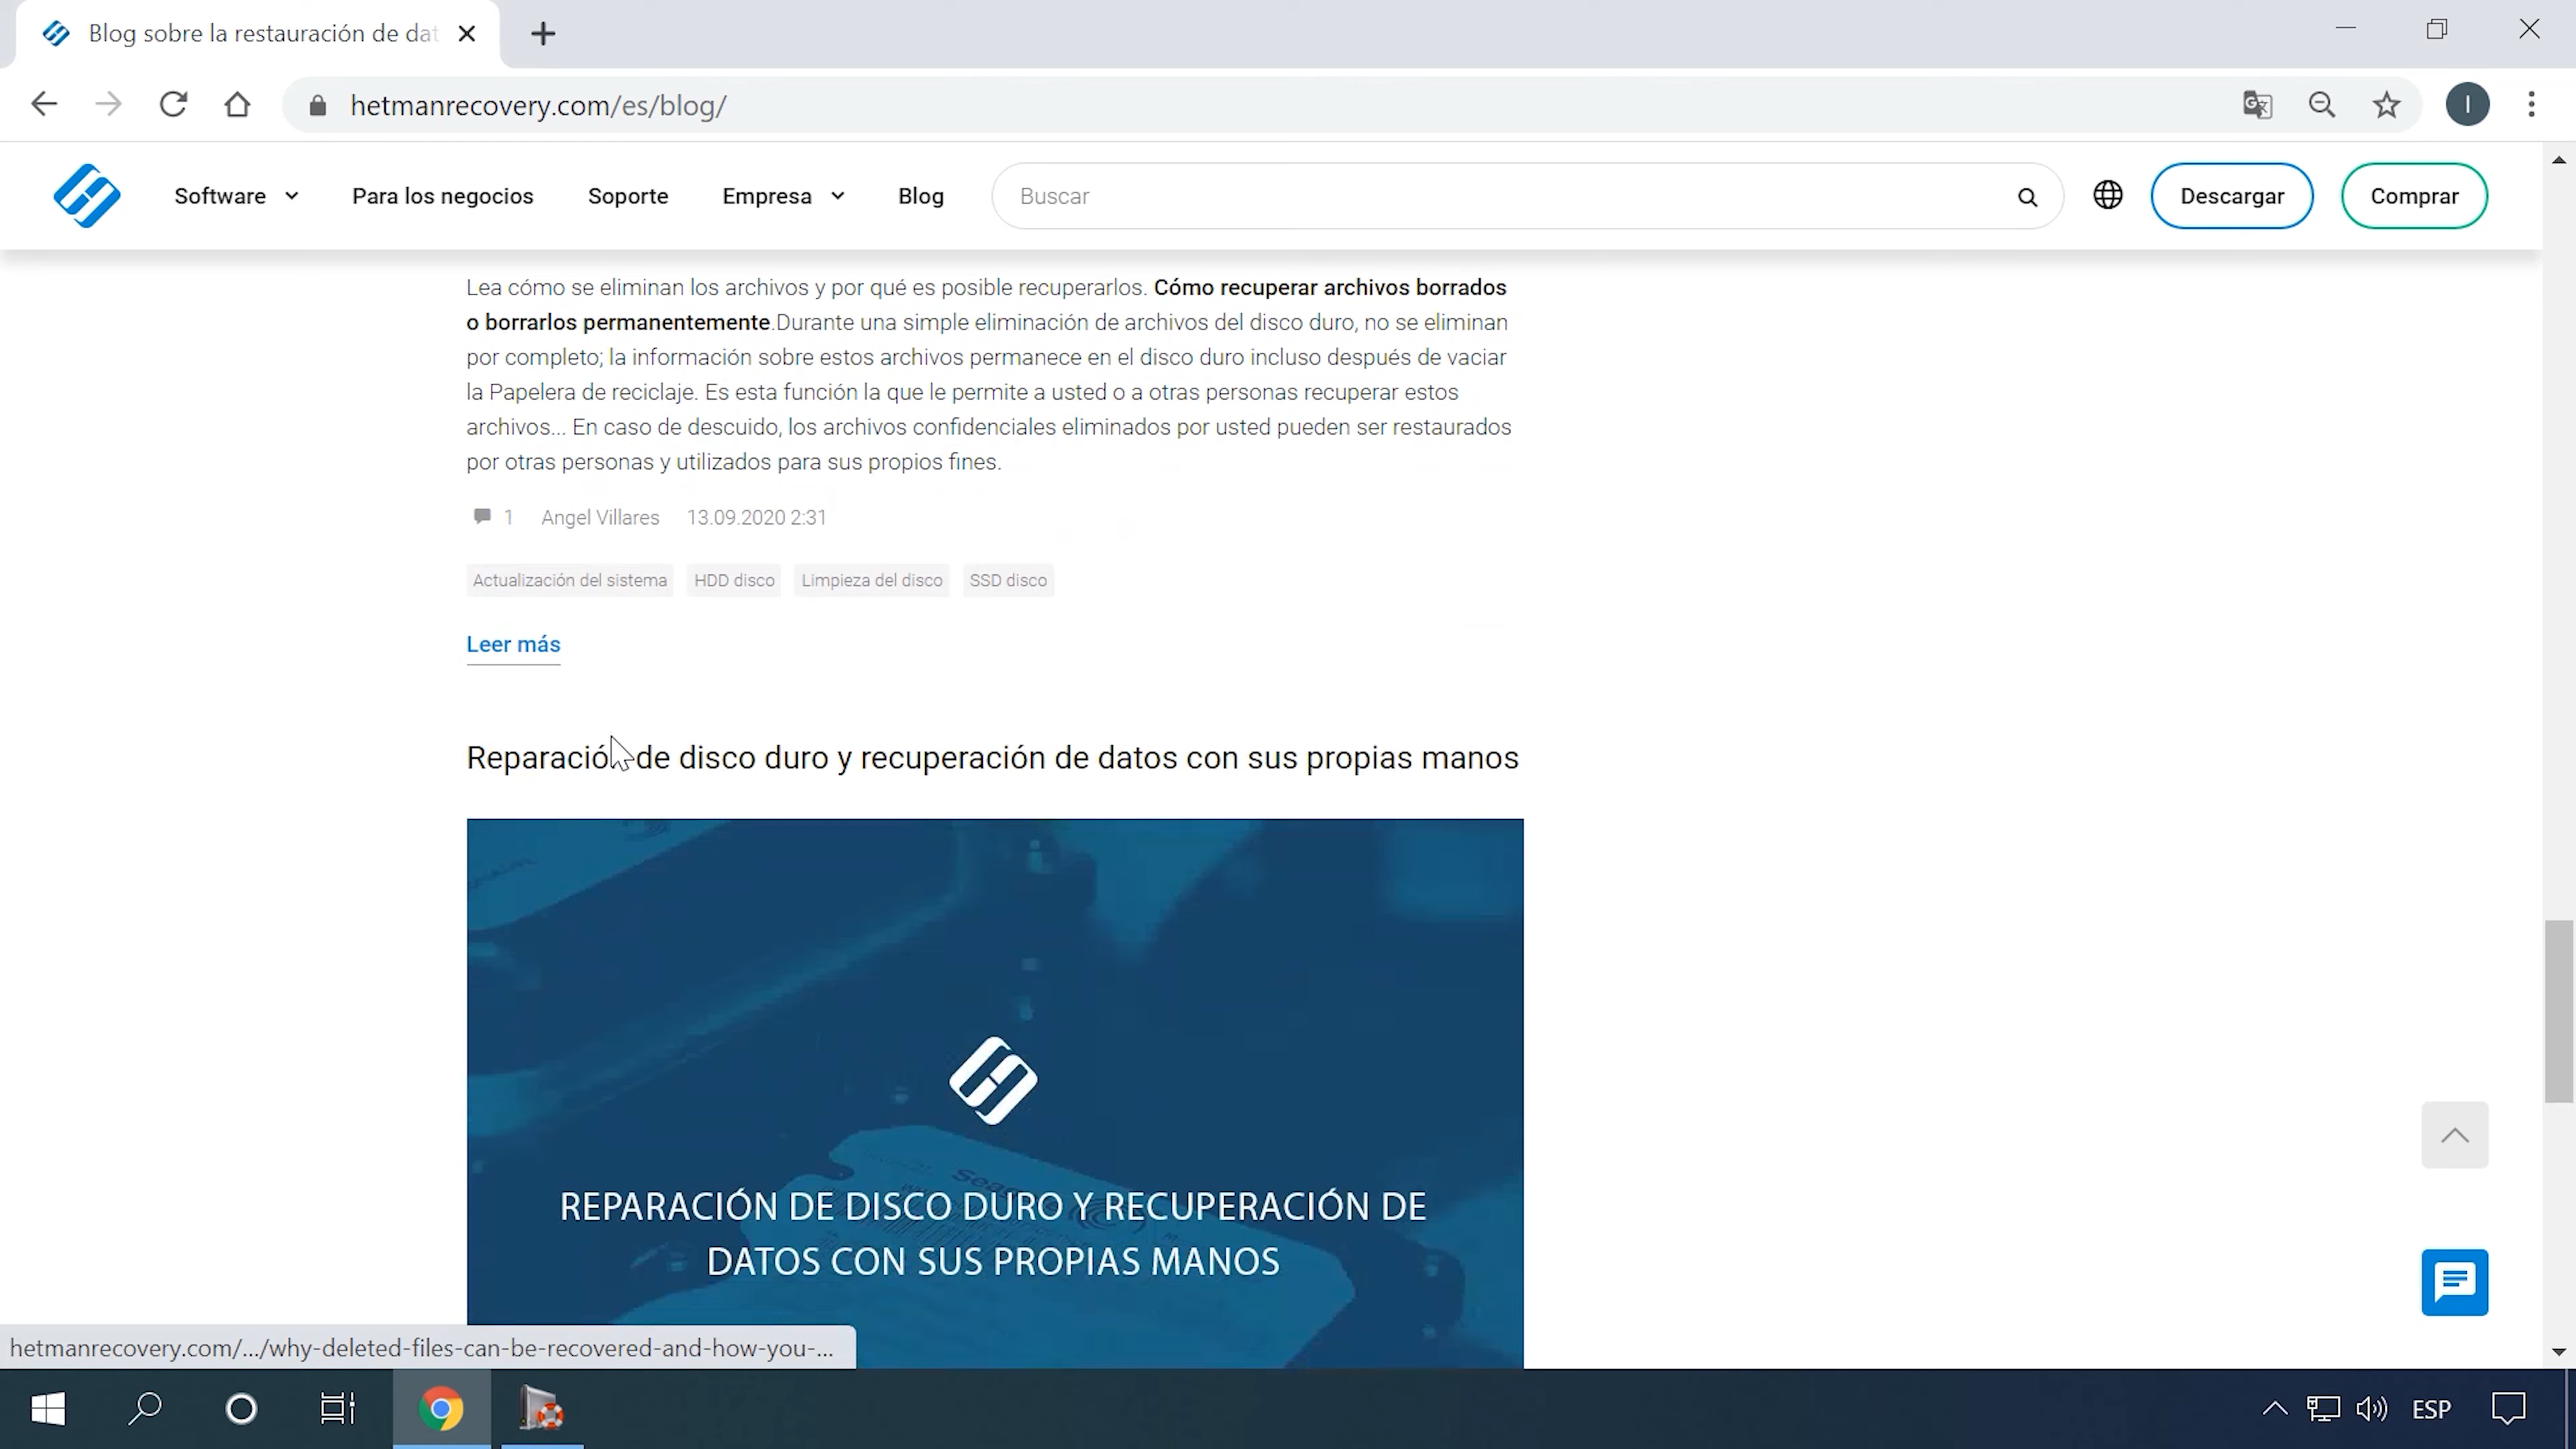 Blog sobre la restauración de dat
hetmanrecovery.com/es/blog/
I
Software
Para los negocios
Soporte
Empresa
Blog
Buscar
Descargar
Comprar
Lea cómo se eliminan los archivos y por qué es posible recuperarlos. Cómo recuperar archivos borrados
o borrarlos permanentemente.Durante una simple eliminación de archivos del disco duro, no se eliminan
por completo; la información sobre estos archivos permanece en el disco duro incluso después de vaciar
la Papelera de reciclaje. Es esta función la que le permite a usted o a otras personas recuperar estos
archivos... En caso de descuido, los archivos confidenciales eliminados por usted pueden ser restaurados
por otras personas y utilizados para sus propios fines.
1 Angel Villares 13.09.2020 2:31
Actualización del sistema HDD disco Limpieza del disco SSD disco
Leer más
Reparación de disco duro y recuperación de datos con sus propias manos
REPARACIÓN DE DISCO DURO Y RECUPERACIÓN DE
DATOS CON SUS PROPIAS MANOS
hetmanrecovery.com/.../why-deleted-files-can-be-recovered-and-how-you-...
ESP